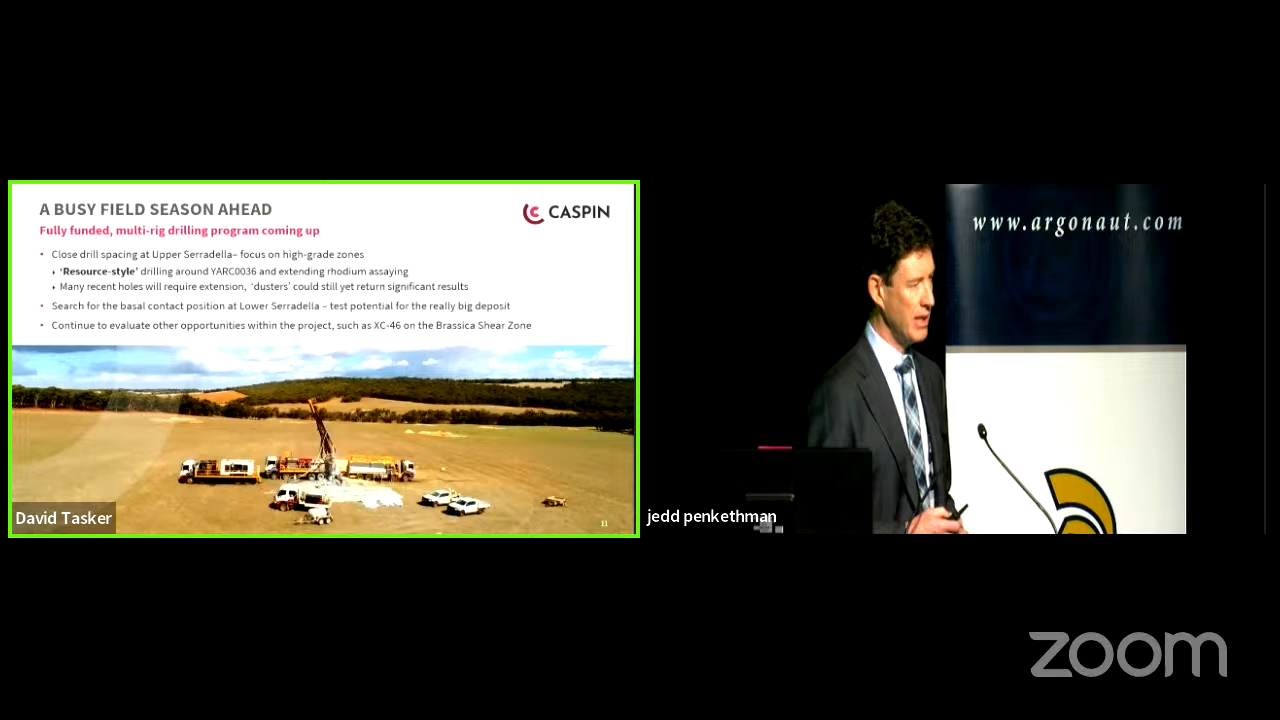 A BUSY FIELD SEASON AHEAD
CASPIN
Fully funded, multi-rig drilling program coming up
• Close drill spacing at Upper Serradella– focus on high-grade zones
‘Resource-style’ drilling around YARC0036 and extending rhodium assaying
Many recent holes will require extension, ‘dusters’ could still yet return significant results
• Search for the basal contact position at Lower Serradella – test potential for the really big deposit
• Continue to evaluate other opportunities within the project, such as XC-46 on the Brassica Shear Zone
11
David Tasker
www.argonaut.com
jedd penkethman
zoom